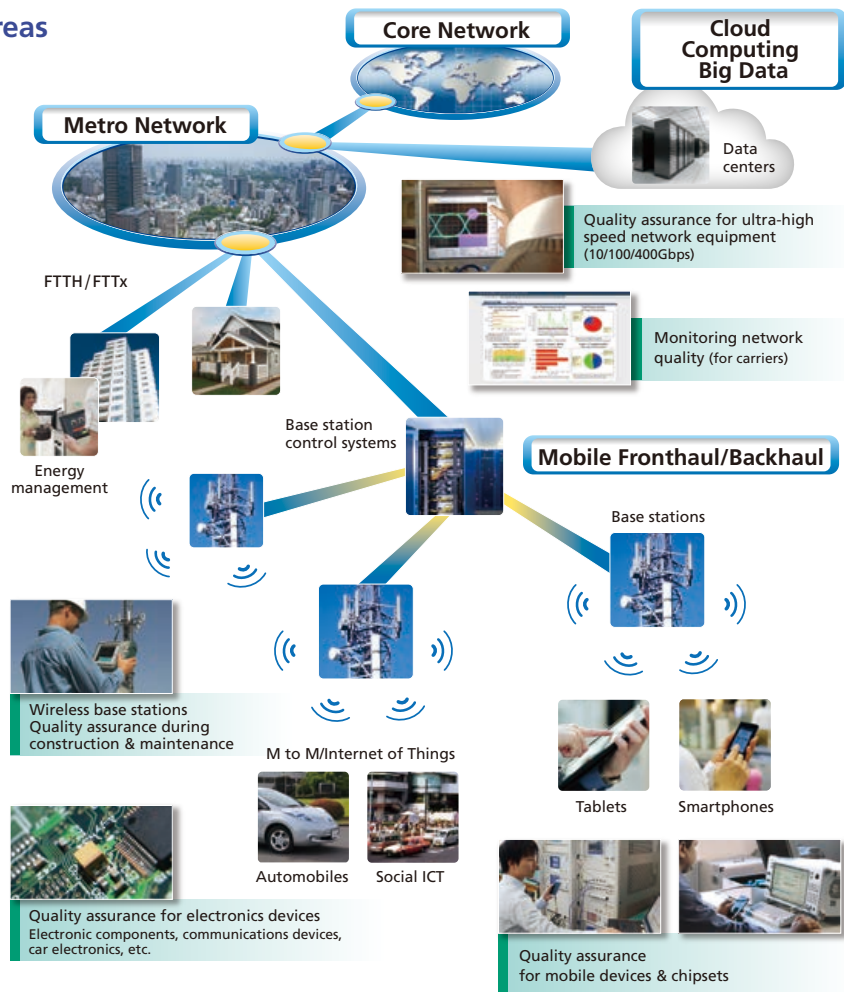 reas
Core Network
Cloud
Computing
Big Data
Metro Network
Data
centers
Quality assurance for ultra-high
speed network equipment
(10/100/400Gbps)
FTTH/FTTx
Monitoring network
quality (for carriers)
Base station
control systems
Mobile Fronthaul/Backhaul
Energy
management
Base stations
Wireless base stations
Quality assurance during
construction & maintenance
M to M/Internet of Things
Tablets
Smartphones
Automobiles
Social ICT
Quality assurance for electronics devices
Electronic components, communications devices,
car electronics, etc.
Quality assurance
for mobile devices & chipsets